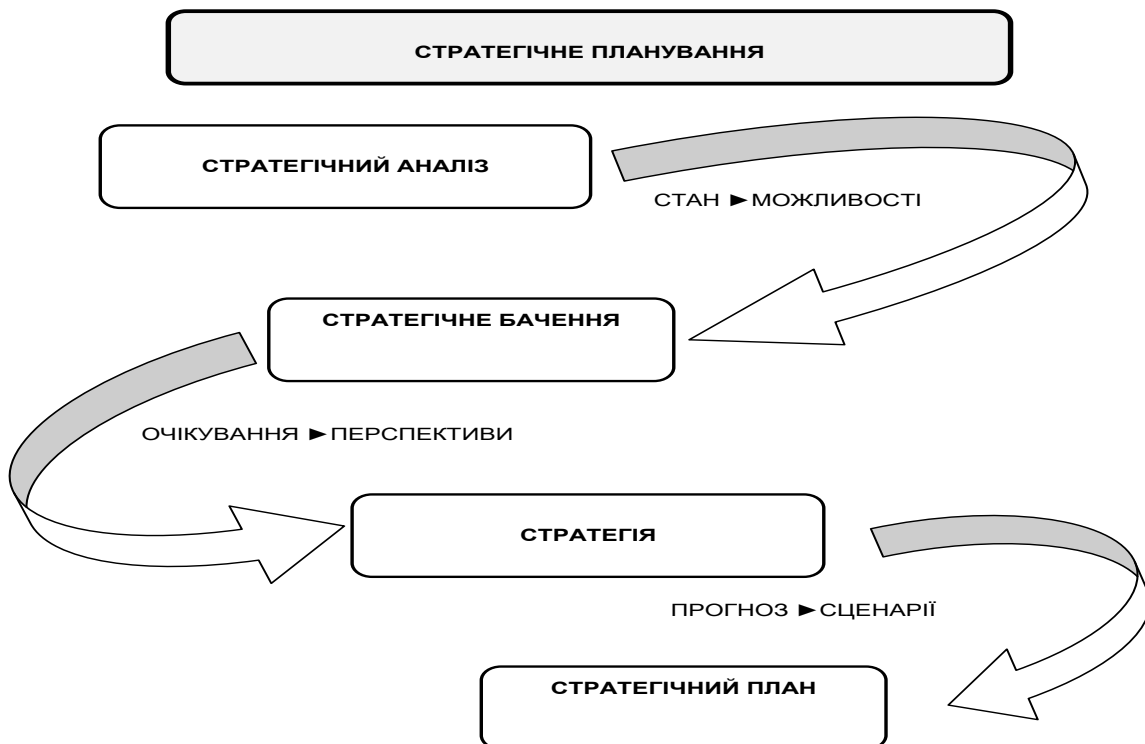 СТРАТЕГІЧНЕ ПЛАНУВАННЯ
СТРАТЕГІЧНИЙ АНАЛІЗ
СТАН ► МОЖЛИВОСТІ
СТРАТЕГІЧНЕ БАЧЕННЯ
ОЧІКУВАННЯ ► ПЕРСПЕКТИВИ
СТРАТЕГІЯ
ПРОГНОЗ ► СЦЕНАРІЇ
СТРАТЕГІЧНИЙ ПЛАН